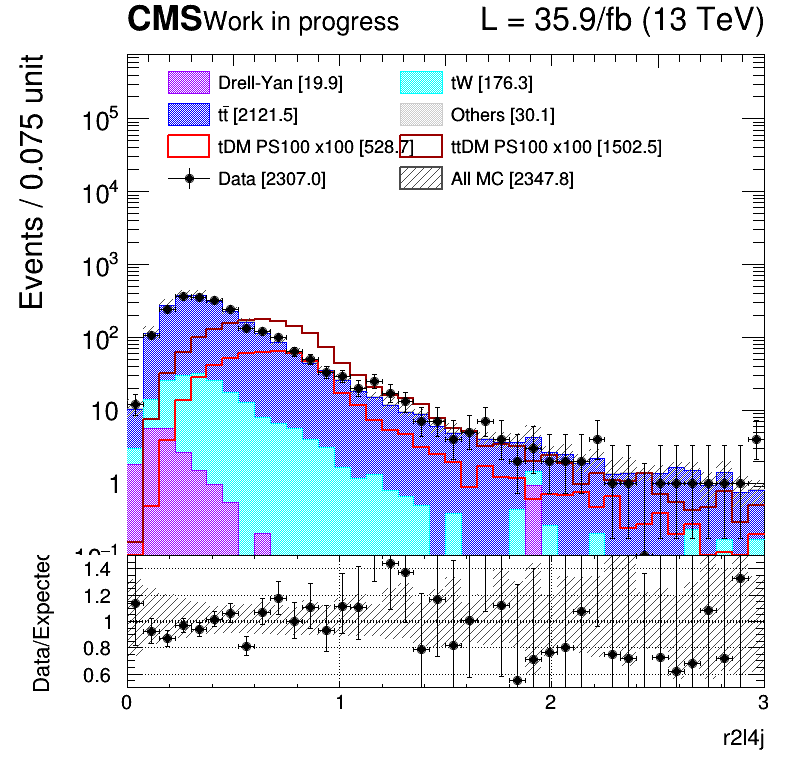 CMS Work in progress L = 35.9/fb (13 TeV)
Drell-Yan [19.9] tW [176.3]
tt̄ [2121.5] Others [30.1]
tDM PS100 x100 [528.7] ttDM PS100 x100 [1502.5]
Data [2307.0] All MC [2347.8]
Events / 0.075 unit
10⁵
10⁴
10³
10²
10
1
10⁻¹
Data/Expected
1.4
1.2
1
0.8
0.6
0 1 2 3
r2l4j